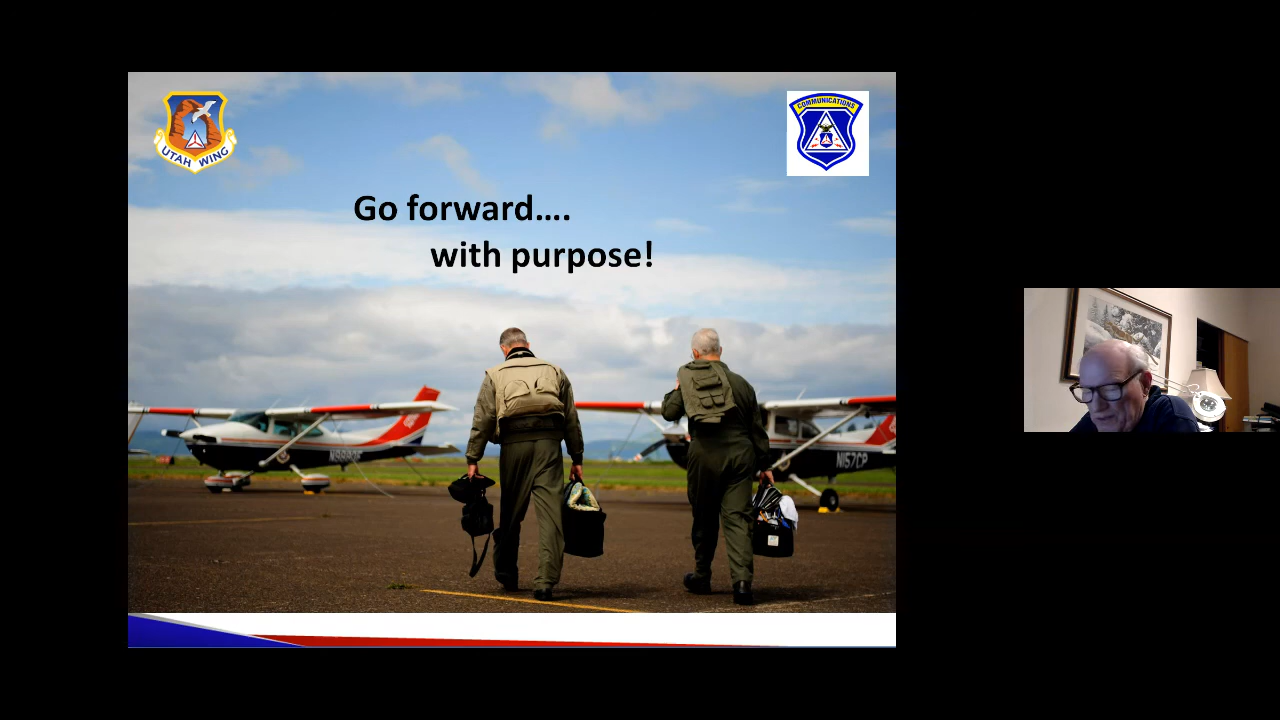 UTAH WING
COMMUNICATIONS
Go forward....
with purpose!
N157CP